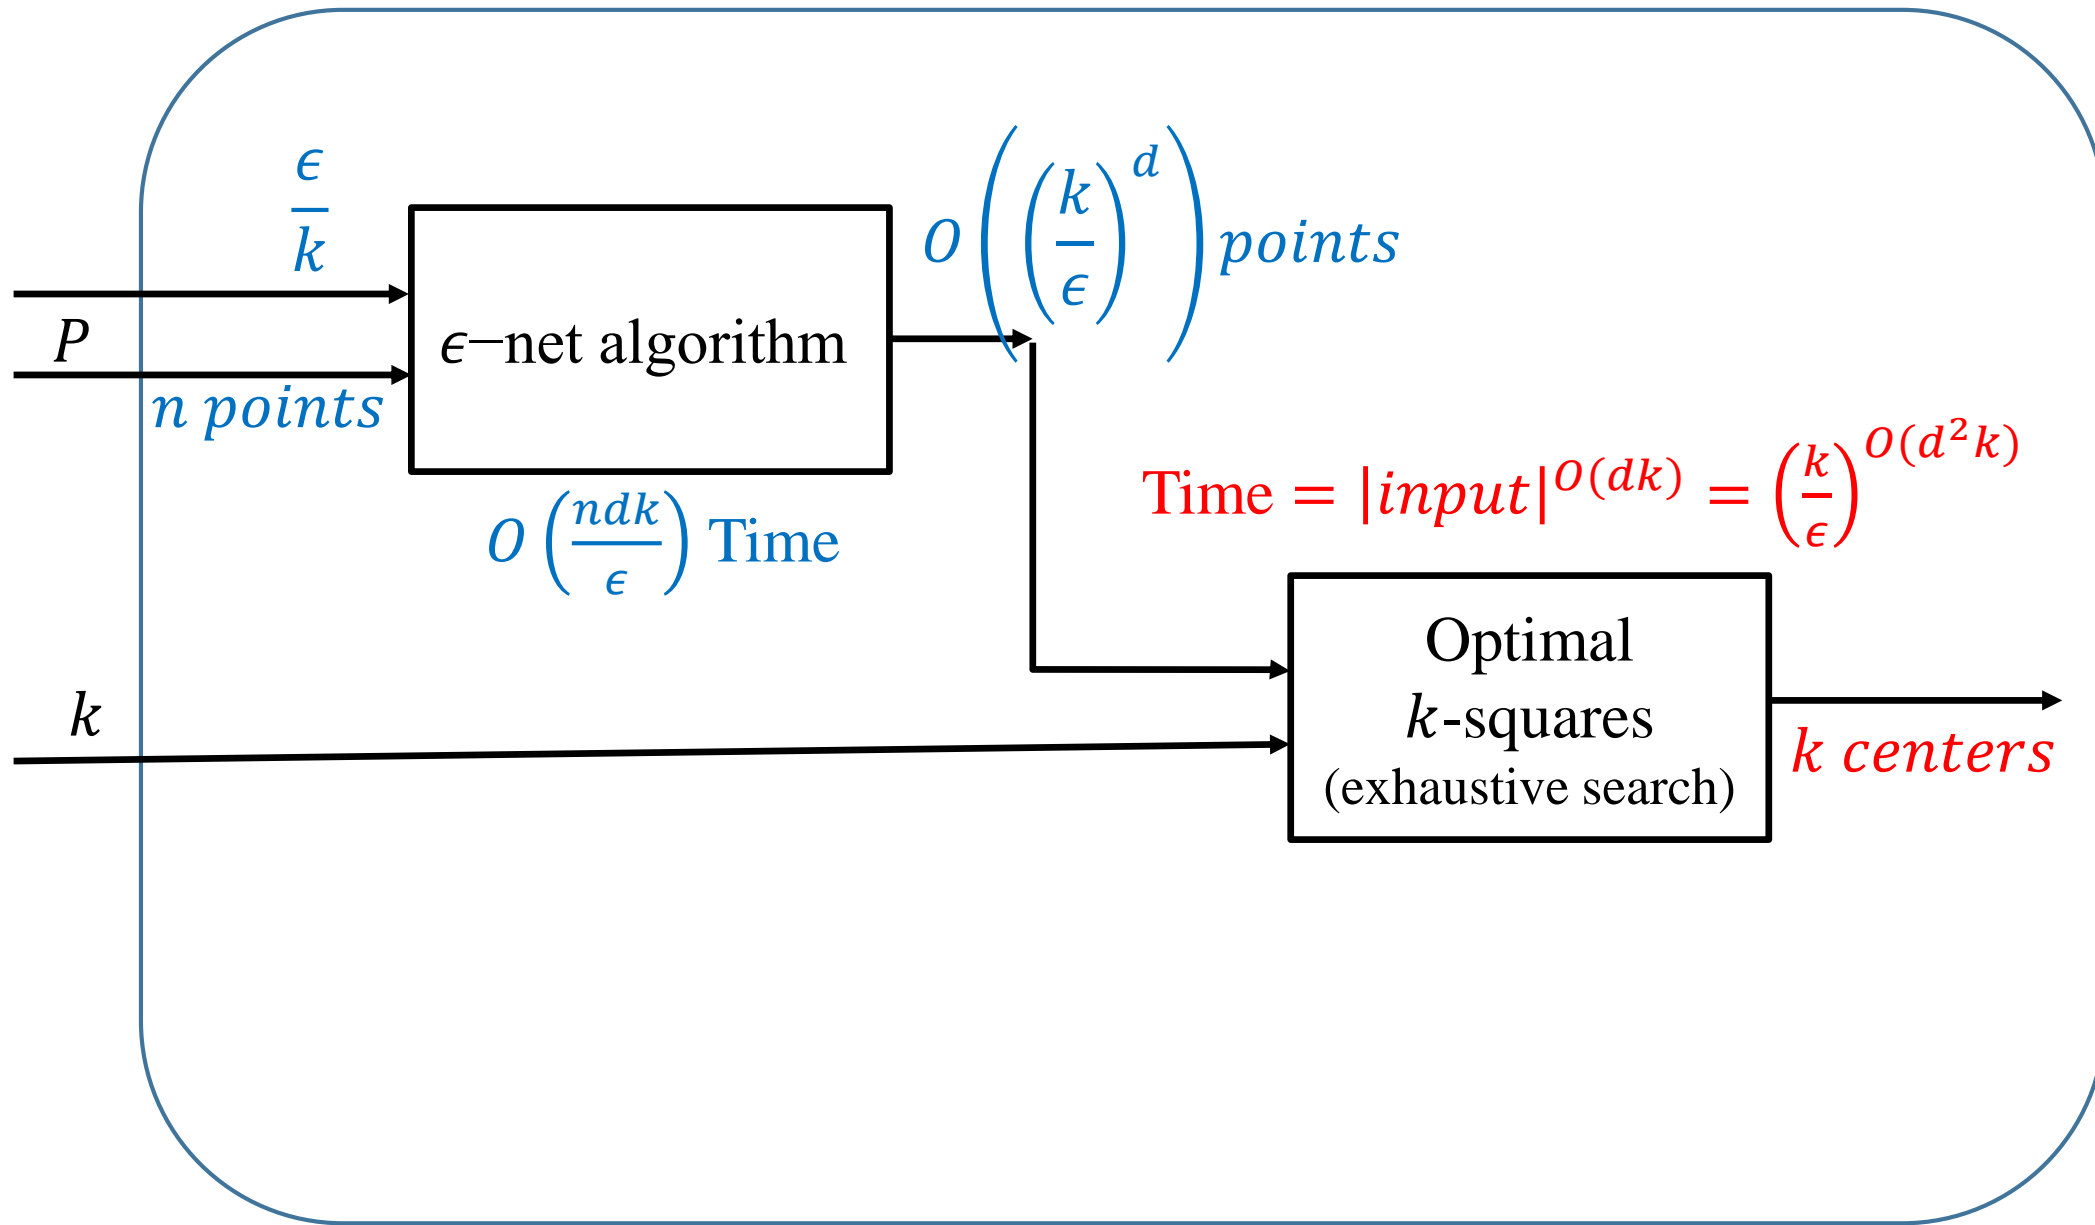 ϵ/k
P
n points
ϵ−net algorithm
O((k/ϵ)^d) points
O(ndk/ϵ) Time
Time = |input|^O(dk) = (k/ϵ)^O(d²k)
k
Optimal
k-squares
(exhaustive search)
k centers